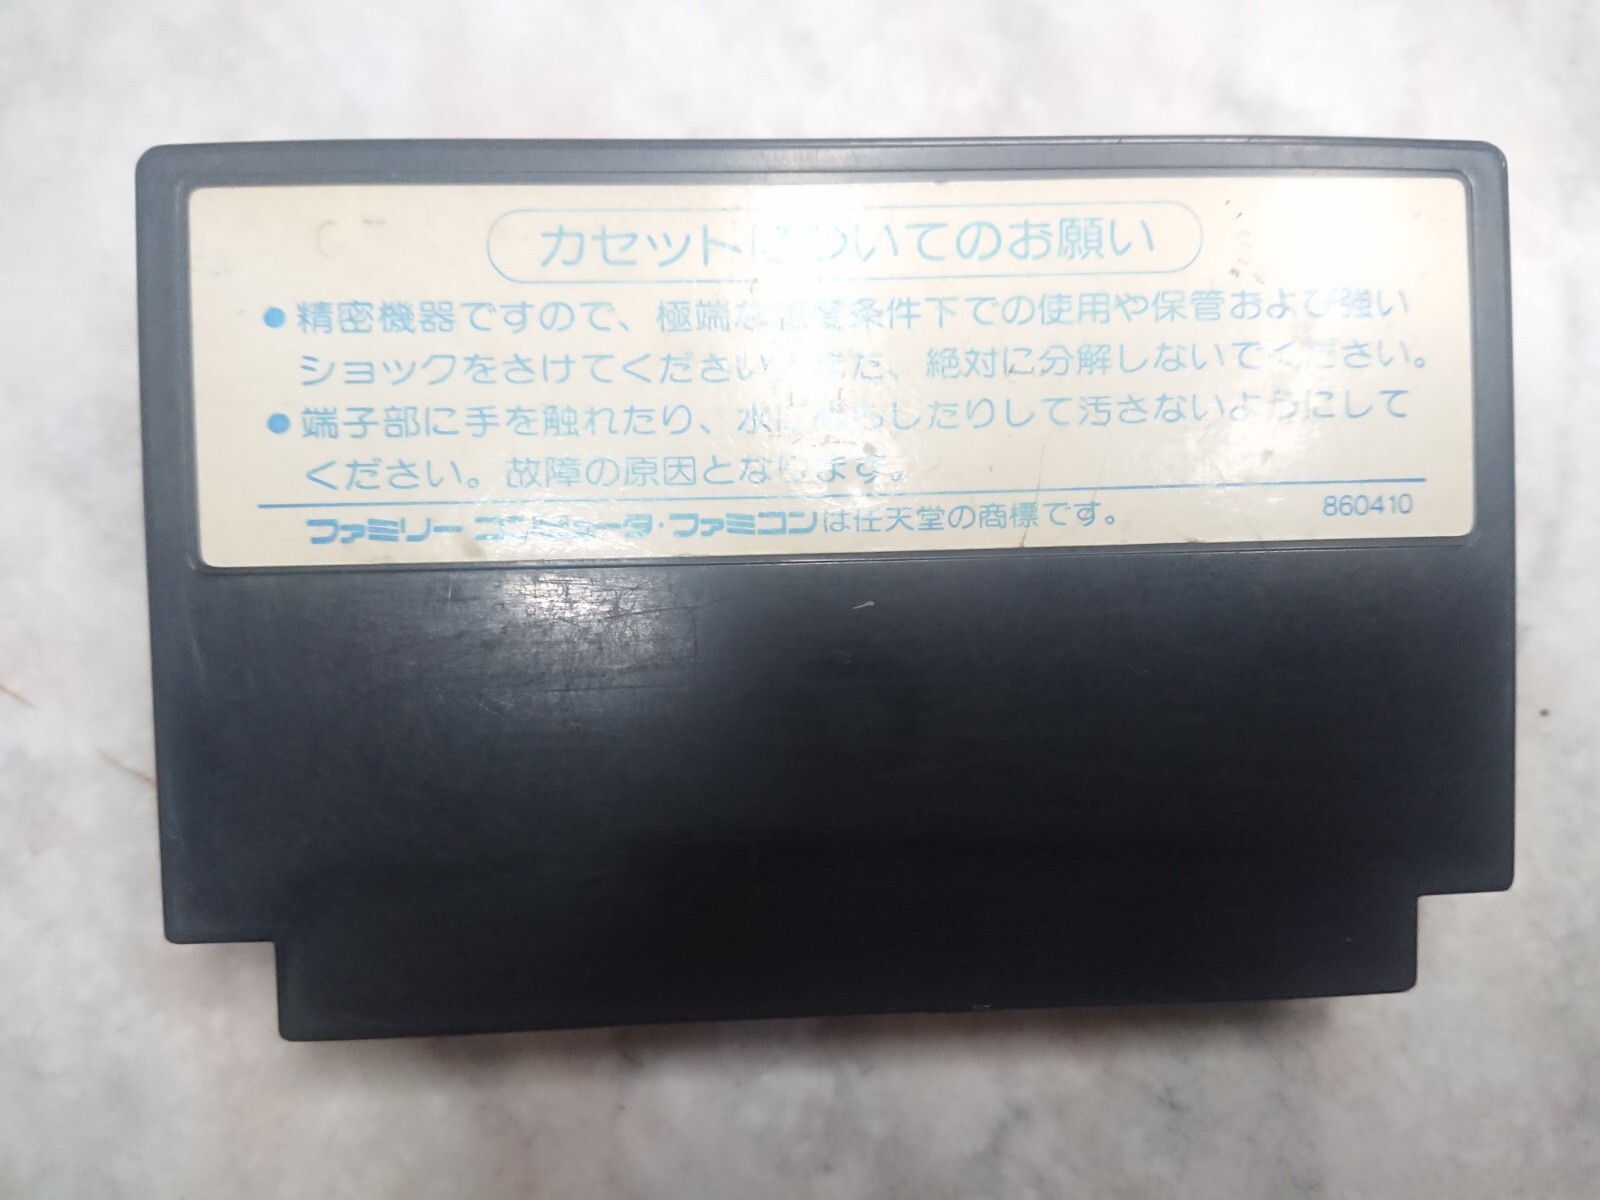 カセットについてのお願い
●精密機器ですので、極端な温度条件下での使用や保管および強い
ショックをさけてください。また、絶対に分解しないでください。
●端子部に手を触れたり、水にぬらしたりして汚さないようにして
ください。故障の原因となります。
ファミリーコンピュータ・ファミコンは任天堂の商標です。
860410